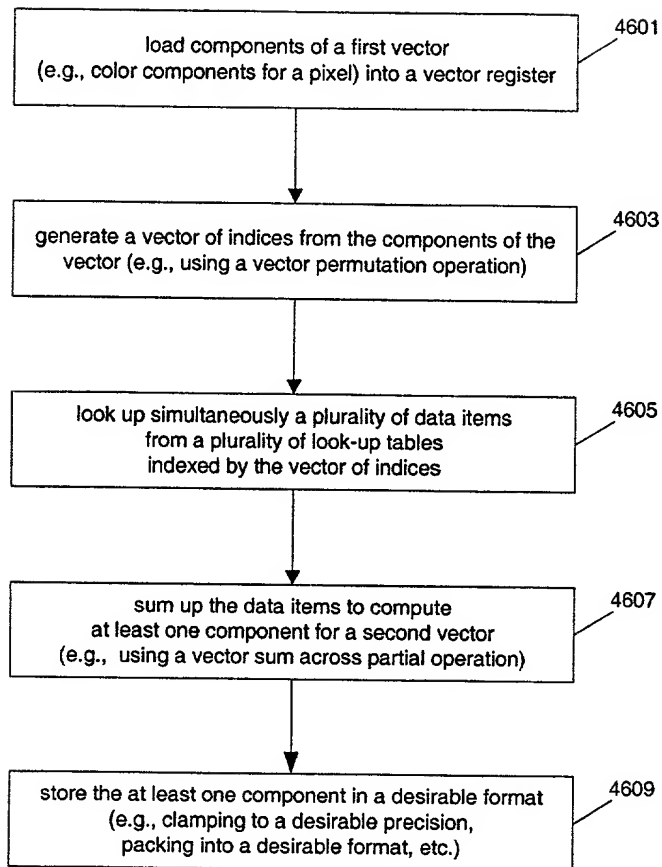 4601
load components of a first vector
(e.g., color components for a pixel) into a vector register
4603
generate a vector of indices from the components of the
vector (e.g., using a vector permutation operation)
4605
look up simultaneously a plurality of data items
from a plurality of look-up tables
indexed by the vector of indices
4607
sum up the data items to compute
at least one component for a second vector
(e.g., using a vector sum across partial operation)
4609
store the at least one component in a desirable format
(e.g., clamping to a desirable precision,
packing into a desirable format, etc.)